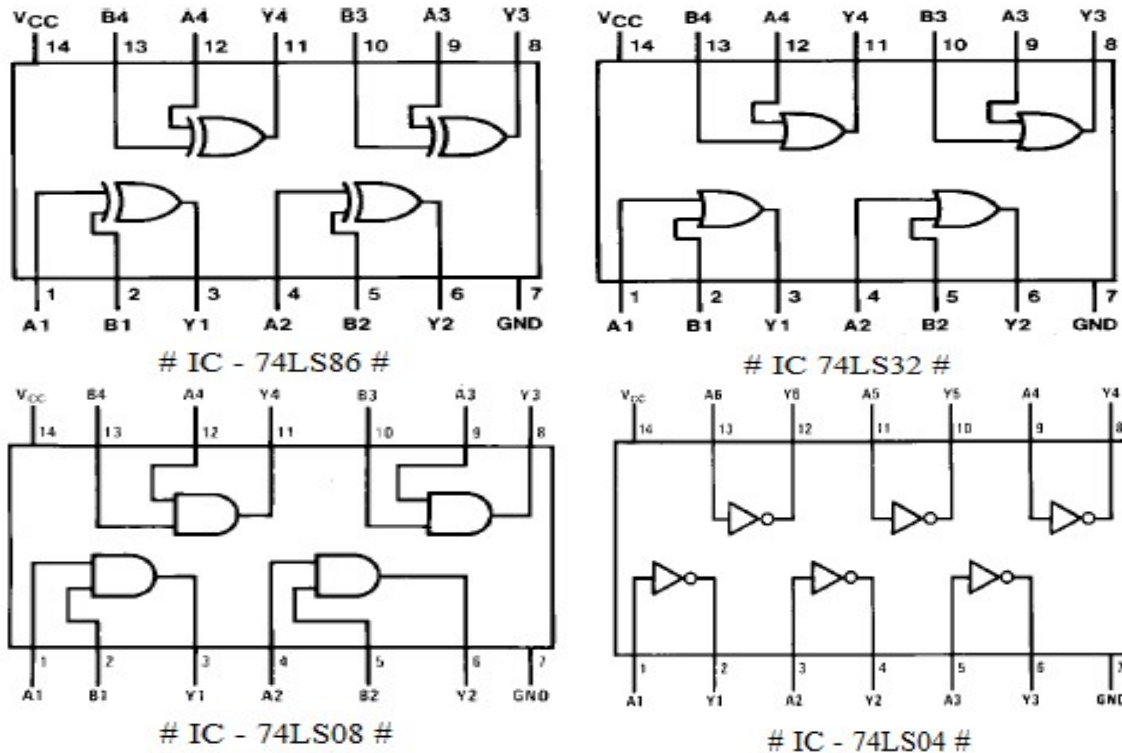 VCC B4 A4 Y4 B3 A3 Y3
14 13 12 11 10 9 8
1 2 3 4 5 6 7
A1 B1 Y1 A2 B2 Y2 GND
# IC - 74LS86 #
VCC B4 A4 Y4 B3 A3 Y3
14 13 12 11 10 9 8
1 2 3 4 5 6 7
A1 B1 Y1 A2 B2 Y2 GND
# IC 74LS32 #
VCC B4 A4 Y4 B3 A3 Y3
14 13 12 11 10 9 8
1 2 3 4 5 6 7
A1 B1 Y1 A2 B2 Y2 GND
# IC - 74LS08 #
VCC A6 Y6 A5 Y5 A4 Y4
14 13 12 11 10 9 8
1 2 3 4 5 6 7
A1 Y1 A2 Y2 A3 Y3 GND
# IC - 74LS04 #